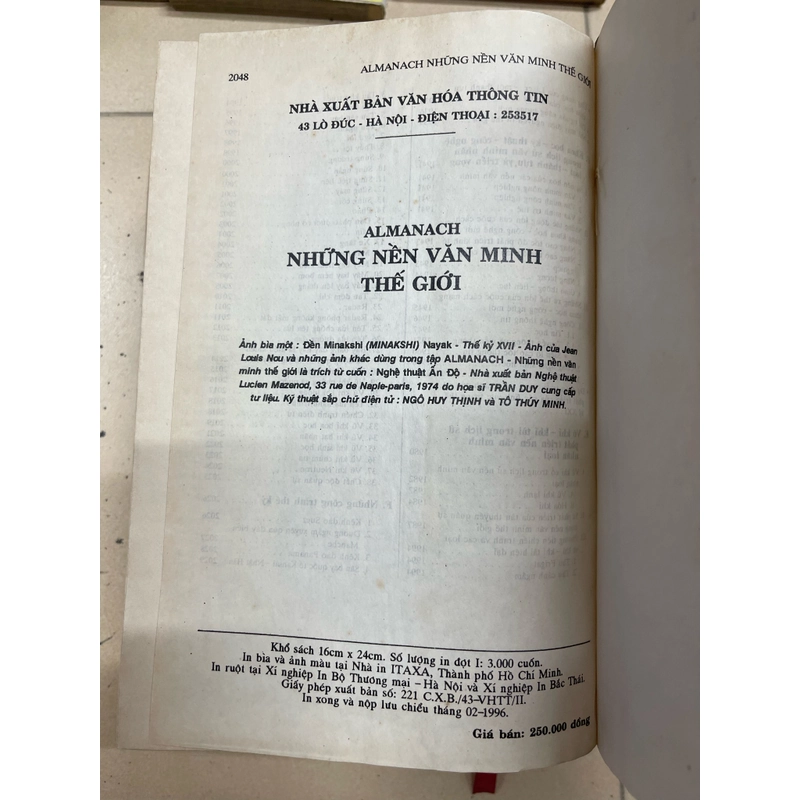 2048
ALMANACH NHỮNG NỀN VĂN MINH THẾ GIỚI
NHÀ XUẤT BẢN VĂN HÓA THÔNG TIN
43 LÒ ĐÚC - HÀ NỘI - ĐIỆN THOẠI : 253517
ALMANACH
NHỮNG NỀN VĂN MINH
THẾ GIỚI
Ảnh bìa một : Đền Minakshi (MINAKSHI) Nayak - Thế kỷ XVII - Ảnh của Jean
Louis Nou và những ảnh khác dùng trong tập ALMANACH - Những nền văn
minh thế giới là trích từ cuốn : Nghệ thuật Ấn Độ - Nhà xuất bản Nghệ thuật
Lucien Mazenod, 33 rue de Naple-paris, 1974 do họa sĩ TRẦN DUY cung cấp
tư liệu. Kỹ thuật sắp chữ điện tử : NGÔ HUY THỊNH và TÔ THÚY MINH.
Khổ sách 16cm x 24cm. Số lượng in đợt I: 3.000 cuốn.
In bìa và ảnh màu tại Nhà in ITAXA, Thành phố Hồ Chí Minh.
In ruột tại Xí nghiệp In Bộ Thương mại – Hà Nội và Xí nghiệp In Bắc Thái.
Giấy phép xuất bản số: 221 C.X.B./43–VHTT/II.
In xong và nộp lưu chiểu tháng 02–1996.
Giá bán: 250.000 đồng